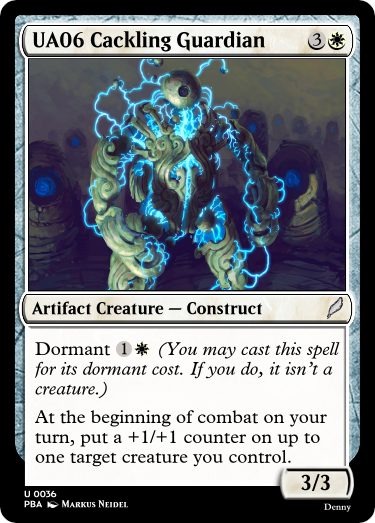 UA06 Cackling Guardian 3
Artifact Creature — Construct
Dormant 1 (You may cast this spell
for its dormant cost. If you do, it isn't a
creature.)
At the beginning of combat on your
turn, put a +1/+1 counter on up to
one target creature you control.
3/3
U 0036
PBA Markus Neidel
Denny